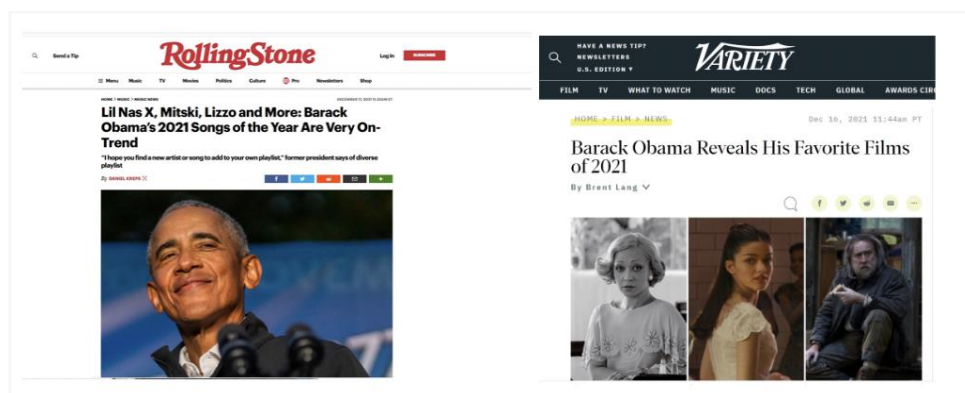 Send a Tip
RollingStone
Log In
SUBSCRIBE
Menu Music TV Movies Politics Culture Pro Newsletters Shop
HOME > MUSIC > MUSIC NEWS
DECEMBER 17, 2021
Lil Nas X, Mitski, Lizzo and More: Barack
Obama's 2021 Songs of the Year Are Very On-
Trend
"I hope you find a new artist or song to add to your own playlist," former president says of diverse
playlist
By DANIEL KREPS
HAVE A NEWS TIP?
NEWSLETTERS
U.S. EDITION
VARIETY
FILM TV WHAT TO WATCH MUSIC DOCS TECH GLOBAL AWARDS CIR
HOME > FILM > NEWS
Dec 16, 2021 11:44am PT
Barack Obama Reveals His Favorite Films
of 2021
By Brent Lang